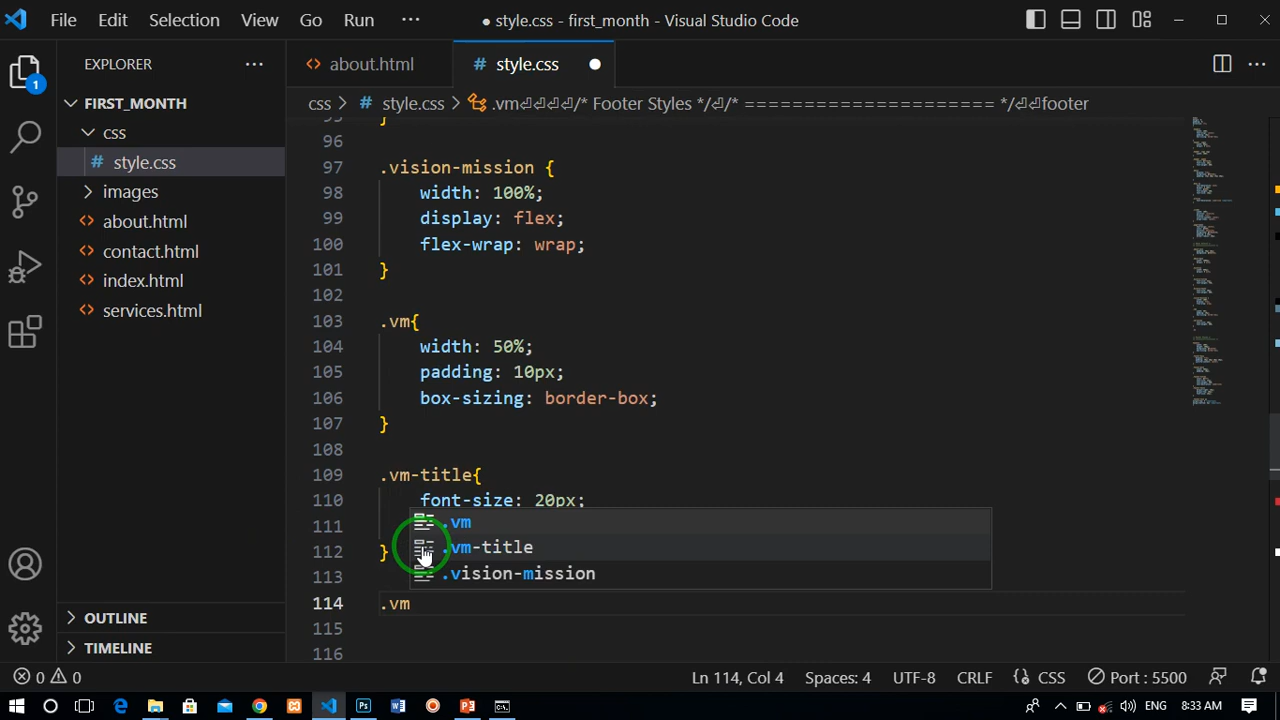 File Edit Selection View Go Run ··· ● style.css - first_month - Visual Studio Code
EXPLORER ···
about.html
# style.css ●
···
1
FIRST_MONTH
css
# style.css
images
<> about.html
<> contact.html
<> index.html
<> services.html
OUTLINE
TIMELINE
css > # style.css > .vm⏎⏎⏎⏎/* Footer Styles */⏎/* ===================== */⏎⏎footer
95 }
96
97 .vision-mission {
98 width: 100%;
99 display: flex;
100 flex-wrap: wrap;
101 }
102
103 .vm{
104 width: 50%;
105 padding: 10px;
106 box-sizing: border-box;
107 }
108
109 .vm-title{
110 font-size: 20px;
111 .vm
112 } .vm-title
113 .vision-mission
114 .vm
115
116
0 0 Ln 114, Col 4 Spaces: 4 UTF-8 CRLF {} CSS Port : 5500
ENG 8:33 AM